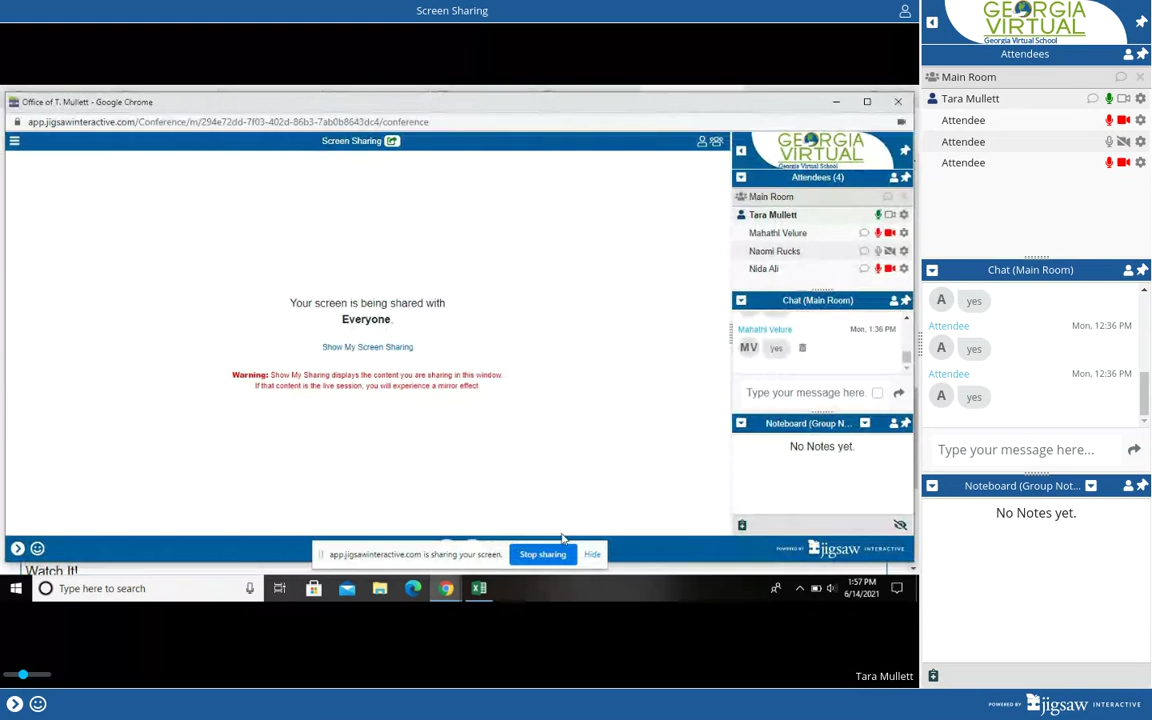 Screen Sharing
GEORGIA
VIRTUAL
Georgia Virtual School
Attendees
Main Room
Tara Mullett
Attendee
Attendee
Attendee
Chat (Main Room)
A yes
Attendee Mon, 12:36 PM
A yes
Attendee Mon, 12:36 PM
A yes
Type your message here...
Noteboard (Group Not...
No Notes yet.
Office of T. Mullett - Google Chrome
app.jigsawinteractive.com/Conference/m/294e72dd-7f03-402d-86b3-7ab0b8643dc4/conference
Screen Sharing
GEORGIA
VIRTUAL
Georgia Virtual School
Attendees (4)
Main Room
Tara Mullett
Mahathi Velure
Naomi Rucks
Nida Ali
Your screen is being shared with
Everyone.
Show My Screen Sharing
Warning: Show My Sharing displays the content you are sharing in this window.
If that content is the live session, you will experience a mirror effect
Chat (Main Room)
Mahathi Velure Mon, 1:36 PM
MV yes
Type your message here.
Noteboard (Group N...
No Notes yet.
app.jigsawinteractive.com is sharing your screen.
Stop sharing
Hide
POWERED BY jigsaw INTERACTIVE
Watch It!
Type here to search
1:57 PM
6/14/2021
Tara Mullett
POWERED BY jigsaw INTERACTIVE